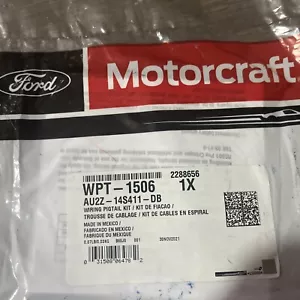 Ford
Motorcraft
2288656
WPT-1506 1X
AU2Z-14S411-DB
WIRING PIGTAIL KIT / KIT DE FIACAO /
TROUSSE DE CABLAGE / KIT DE CABLES EN ESPIRAL
MADE IN MEXICO /
FABRICADO EN MEXICO /
FABRIQUE DU MEXIQUE